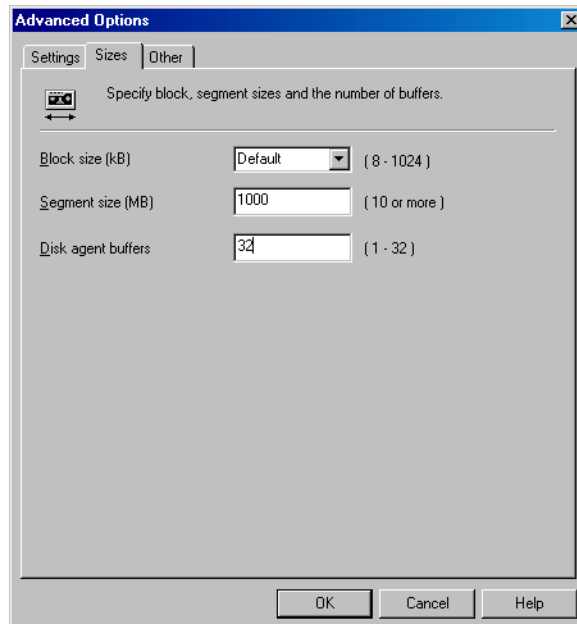 Advanced Options
Settings Sizes Other
Specify block, segment sizes and the number of buffers.
Block size (kB) Default ( 8 - 1024 )
Segment size (MB) 1000 ( 10 or more )
Disk agent buffers 32 ( 1 - 32 )
OK Cancel Help